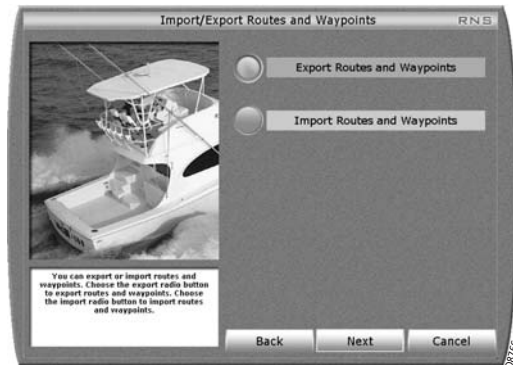 Import/Export Routes and Waypoints
RNS
Export Routes and Waypoints
Import Routes and Waypoints
You can export or import routes and
waypoints. Choose the export radio button
to export routes and waypoints. Choose
the import radio button to import routes
and waypoints.
Back
Next
Cancel